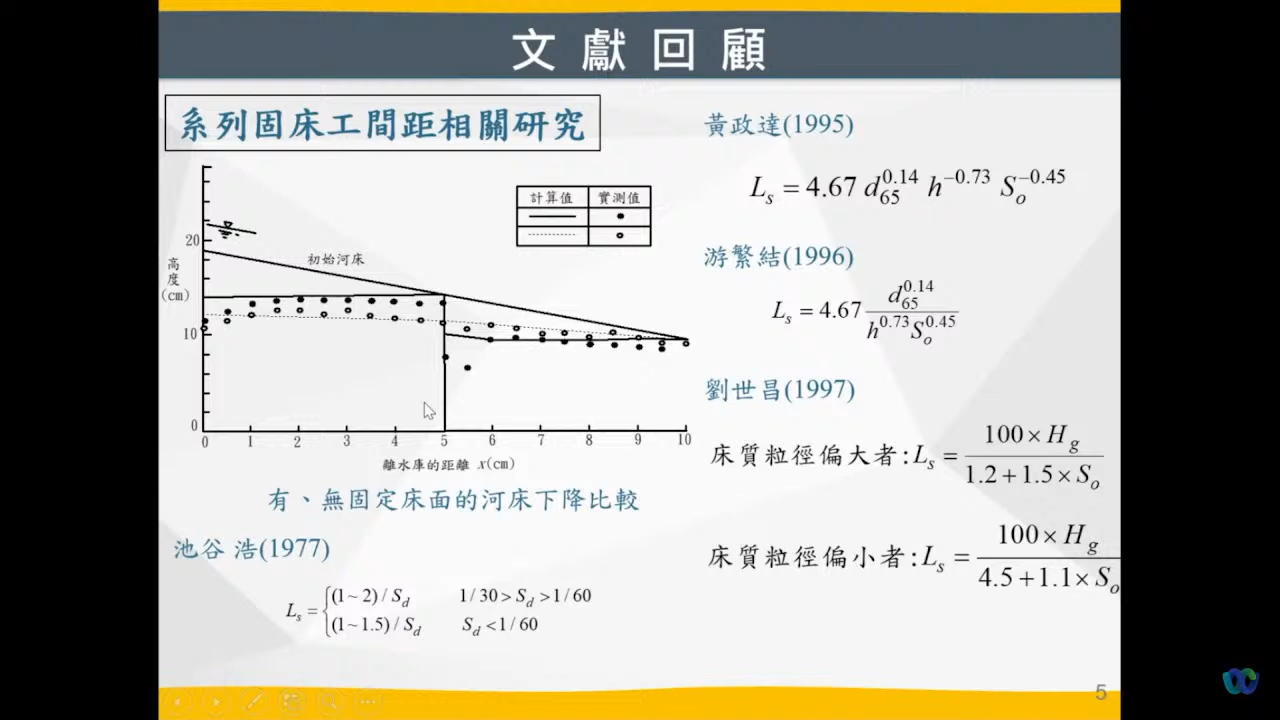 文獻回顧
系列固床工間距相關研究
計算值 實測值
初始河床
高度(cm)
20
10
0
0 1 2 3 4 5 6 7 8 9 10
離水庫的距離 x(cm)
有、無固定床面的河床下降比較
池谷 浩(1977)
L_s = { (1~2)/S_d 1/30>S_d>1/60
(1~1.5)/S_d S_d<1/60
黃政達(1995)
L_s = 4.67 d_65^0.14 h^−0.73 S_o^−0.45
游繁結(1996)
L_s = 4.67 d_65^0.14 / h^0.73 S_o^0.45
劉世昌(1997)
床質粒徑偏大者:L_s = 100×H_g / 1.2+1.5×S_o
床質粒徑偏小者:L_s = 100×H_g / 4.5+1.1×S_o
5